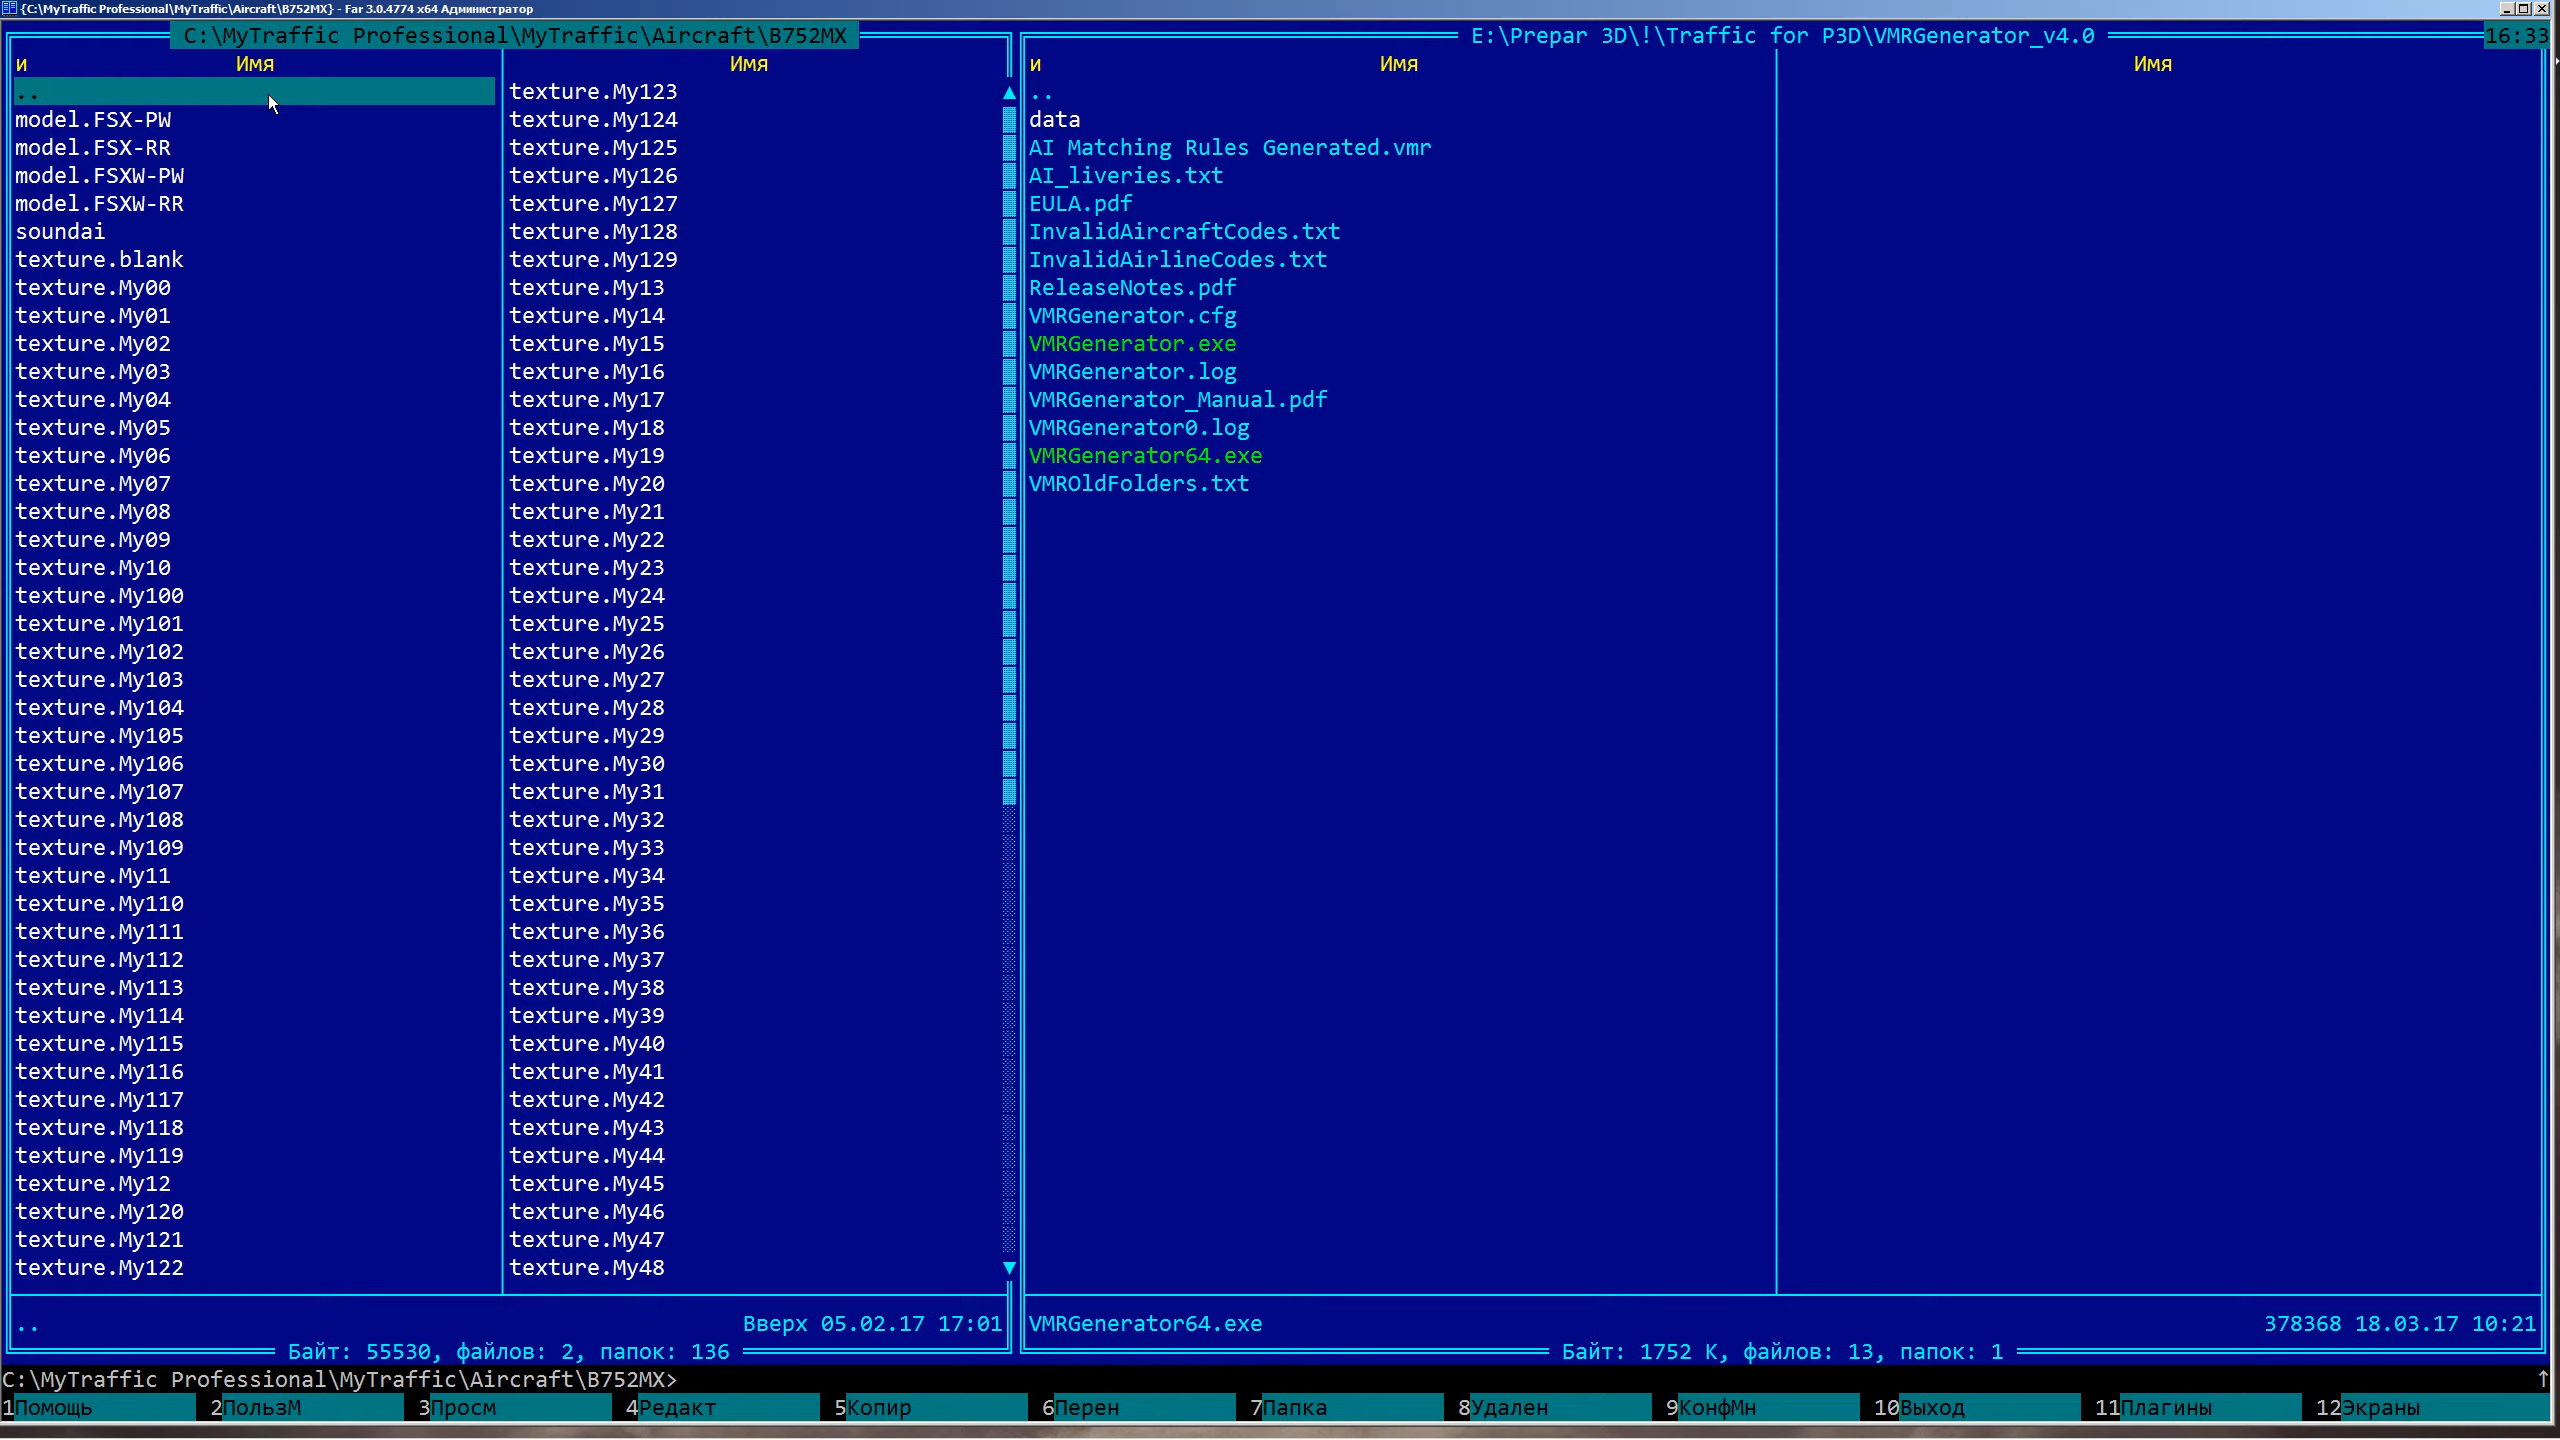 {C:\MyTraffic Professional\MyTraffic\Aircraft\B752MX} - Far 3.0.4774 x64 Администратор
C:\MyTraffic Professional\MyTraffic\Aircraft\B752MX
и Имя Имя
..
model.FSX-PW
model.FSX-RR
model.FSXW-PW
model.FSXW-RR
soundai
texture.blank
texture.My00
texture.My01
texture.My02
texture.My03
texture.My04
texture.My05
texture.My06
texture.My07
texture.My08
texture.My09
texture.My10
texture.My100
texture.My101
texture.My102
texture.My103
texture.My104
texture.My105
texture.My106
texture.My107
texture.My108
texture.My109
texture.My11
texture.My110
texture.My111
texture.My112
texture.My113
texture.My114
texture.My115
texture.My116
texture.My117
texture.My118
texture.My119
texture.My12
texture.My120
texture.My121
texture.My122
texture.My123
texture.My124
texture.My125
texture.My126
texture.My127
texture.My128
texture.My129
texture.My13
texture.My14
texture.My15
texture.My16
texture.My17
texture.My18
texture.My19
texture.My20
texture.My21
texture.My22
texture.My23
texture.My24
texture.My25
texture.My26
texture.My27
texture.My28
texture.My29
texture.My30
texture.My31
texture.My32
texture.My33
texture.My34
texture.My35
texture.My36
texture.My37
texture.My38
texture.My39
texture.My40
texture.My41
texture.My42
texture.My43
texture.My44
texture.My45
texture.My46
texture.My47
texture.My48
.. Вверх 05.02.17 17:01
Байт: 55530, файлов: 2, папок: 136
E:\Prepar 3D\!\Traffic for P3D\VMRGenerator_v4.0
16:33
и Имя Имя
..
data
AI Matching Rules Generated.vmr
AI_liveries.txt
EULA.pdf
InvalidAircraftCodes.txt
InvalidAirlineCodes.txt
ReleaseNotes.pdf
VMRGenerator.cfg
VMRGenerator.exe
VMRGenerator.log
VMRGenerator_Manual.pdf
VMRGenerator0.log
VMRGenerator64.exe
VMROldFolders.txt
VMRGenerator64.exe 378368 18.03.17 10:21
Байт: 1752 K, файлов: 13, папок: 1
C:\MyTraffic Professional\MyTraffic\Aircraft\B752MX>
1Помощь 2ПользМ 3Просм 4Редакт 5Копир 6Перен 7Папка 8Удален 9КонфМн 10Выход 11Плагины 12Экраны